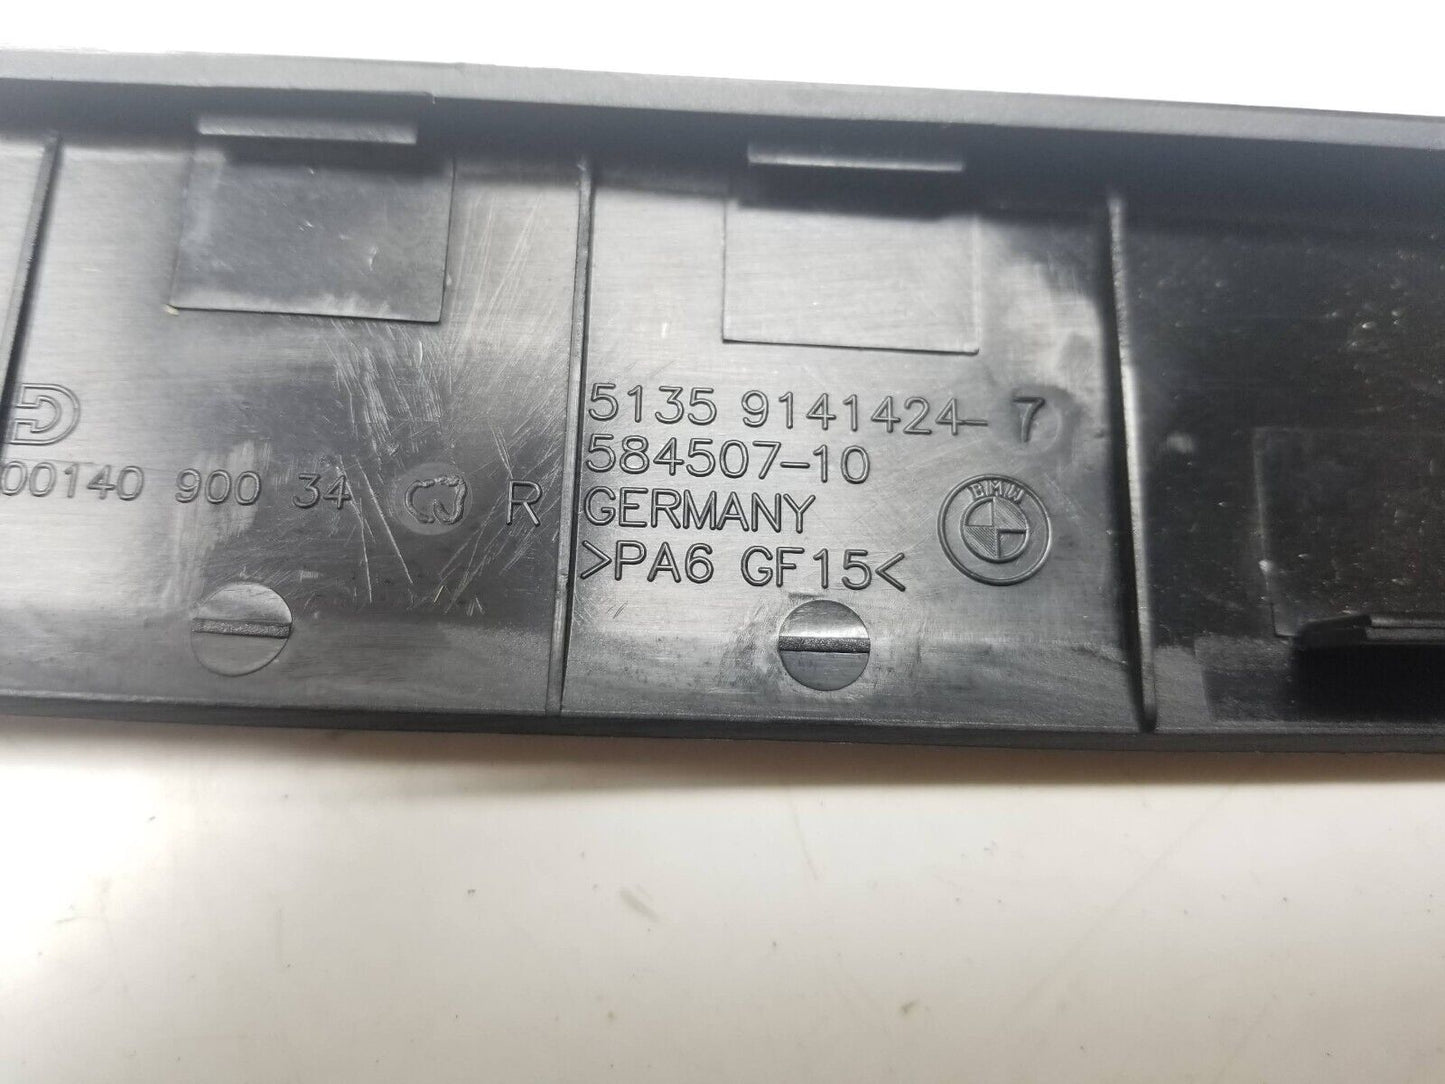 5135 9141424-7
584507-10
GERMANY
>PA6 GF15<
BMW
00140 900 34
R